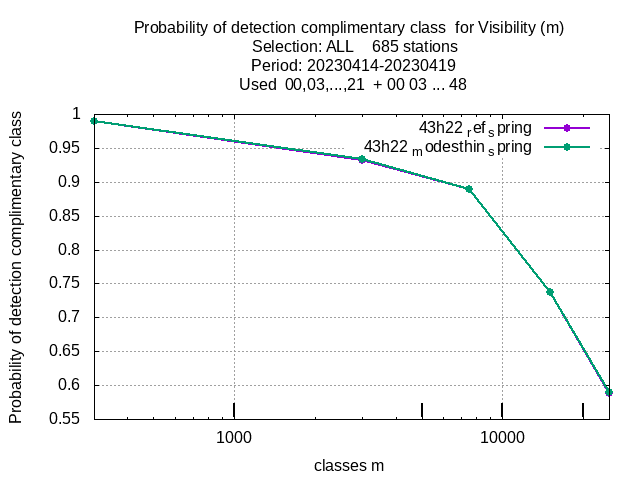 Probability of detection complimentary class  for Visibility (m)
Selection: ALL    685 stations
Period: 20230414-20230419
Used  00,03,...,21  + 00 03 ... 48
43h22 ref spring
43h22 modesthin spring
Probability of detection complimentary class
1
0.95
0.9
0.85
0.8
0.75
0.7
0.65
0.6
0.55
1000
10000
classes m